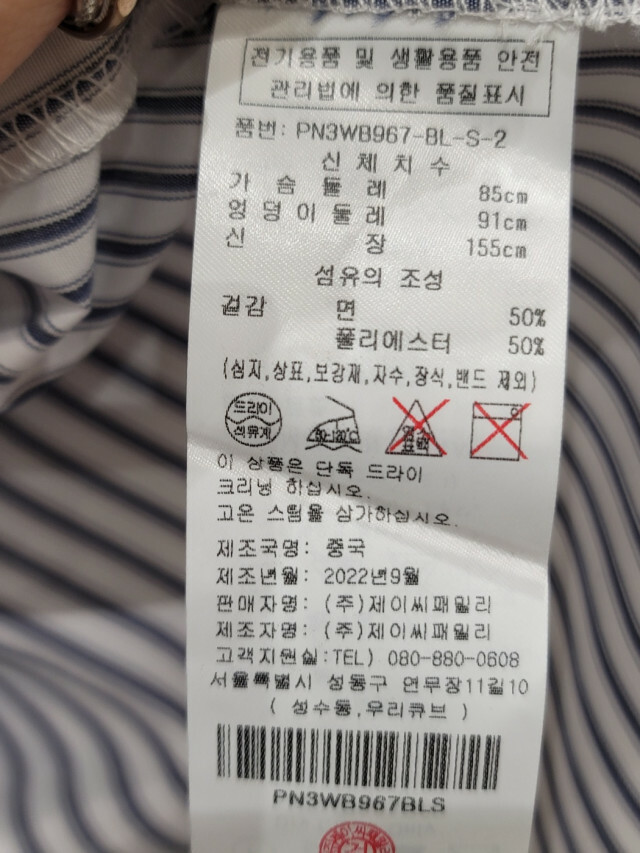 전기용품 및 생활용품 안전
관리법에 의한 품질표시
품번: PN3WB967-BL-S-2
신 체 치 수
가 슴 둘 레 85cm
엉 덩 이 둘 레 91cm
신 장 155cm
섬유의 조성
겉감 면 50%
폴리에스터 50%
(심지,상표,보강재,자수,장식,밴드 제외)
드라이
석유계
80~120℃
염소
표백
이 상품은 단독 드라이
크리닝 하십시오.
고온 스팀을 삼가하십시오.
제조국명: 중국
제조년월: 2022년9월
판매자명: (주)제이씨패밀리
제조자명: (주)제이씨패밀리
고객지원실:TEL) 080-880-0608
서울특별시 성동구 연무장11길10
( 성수동,우리큐브 )
PN3WB967BLS